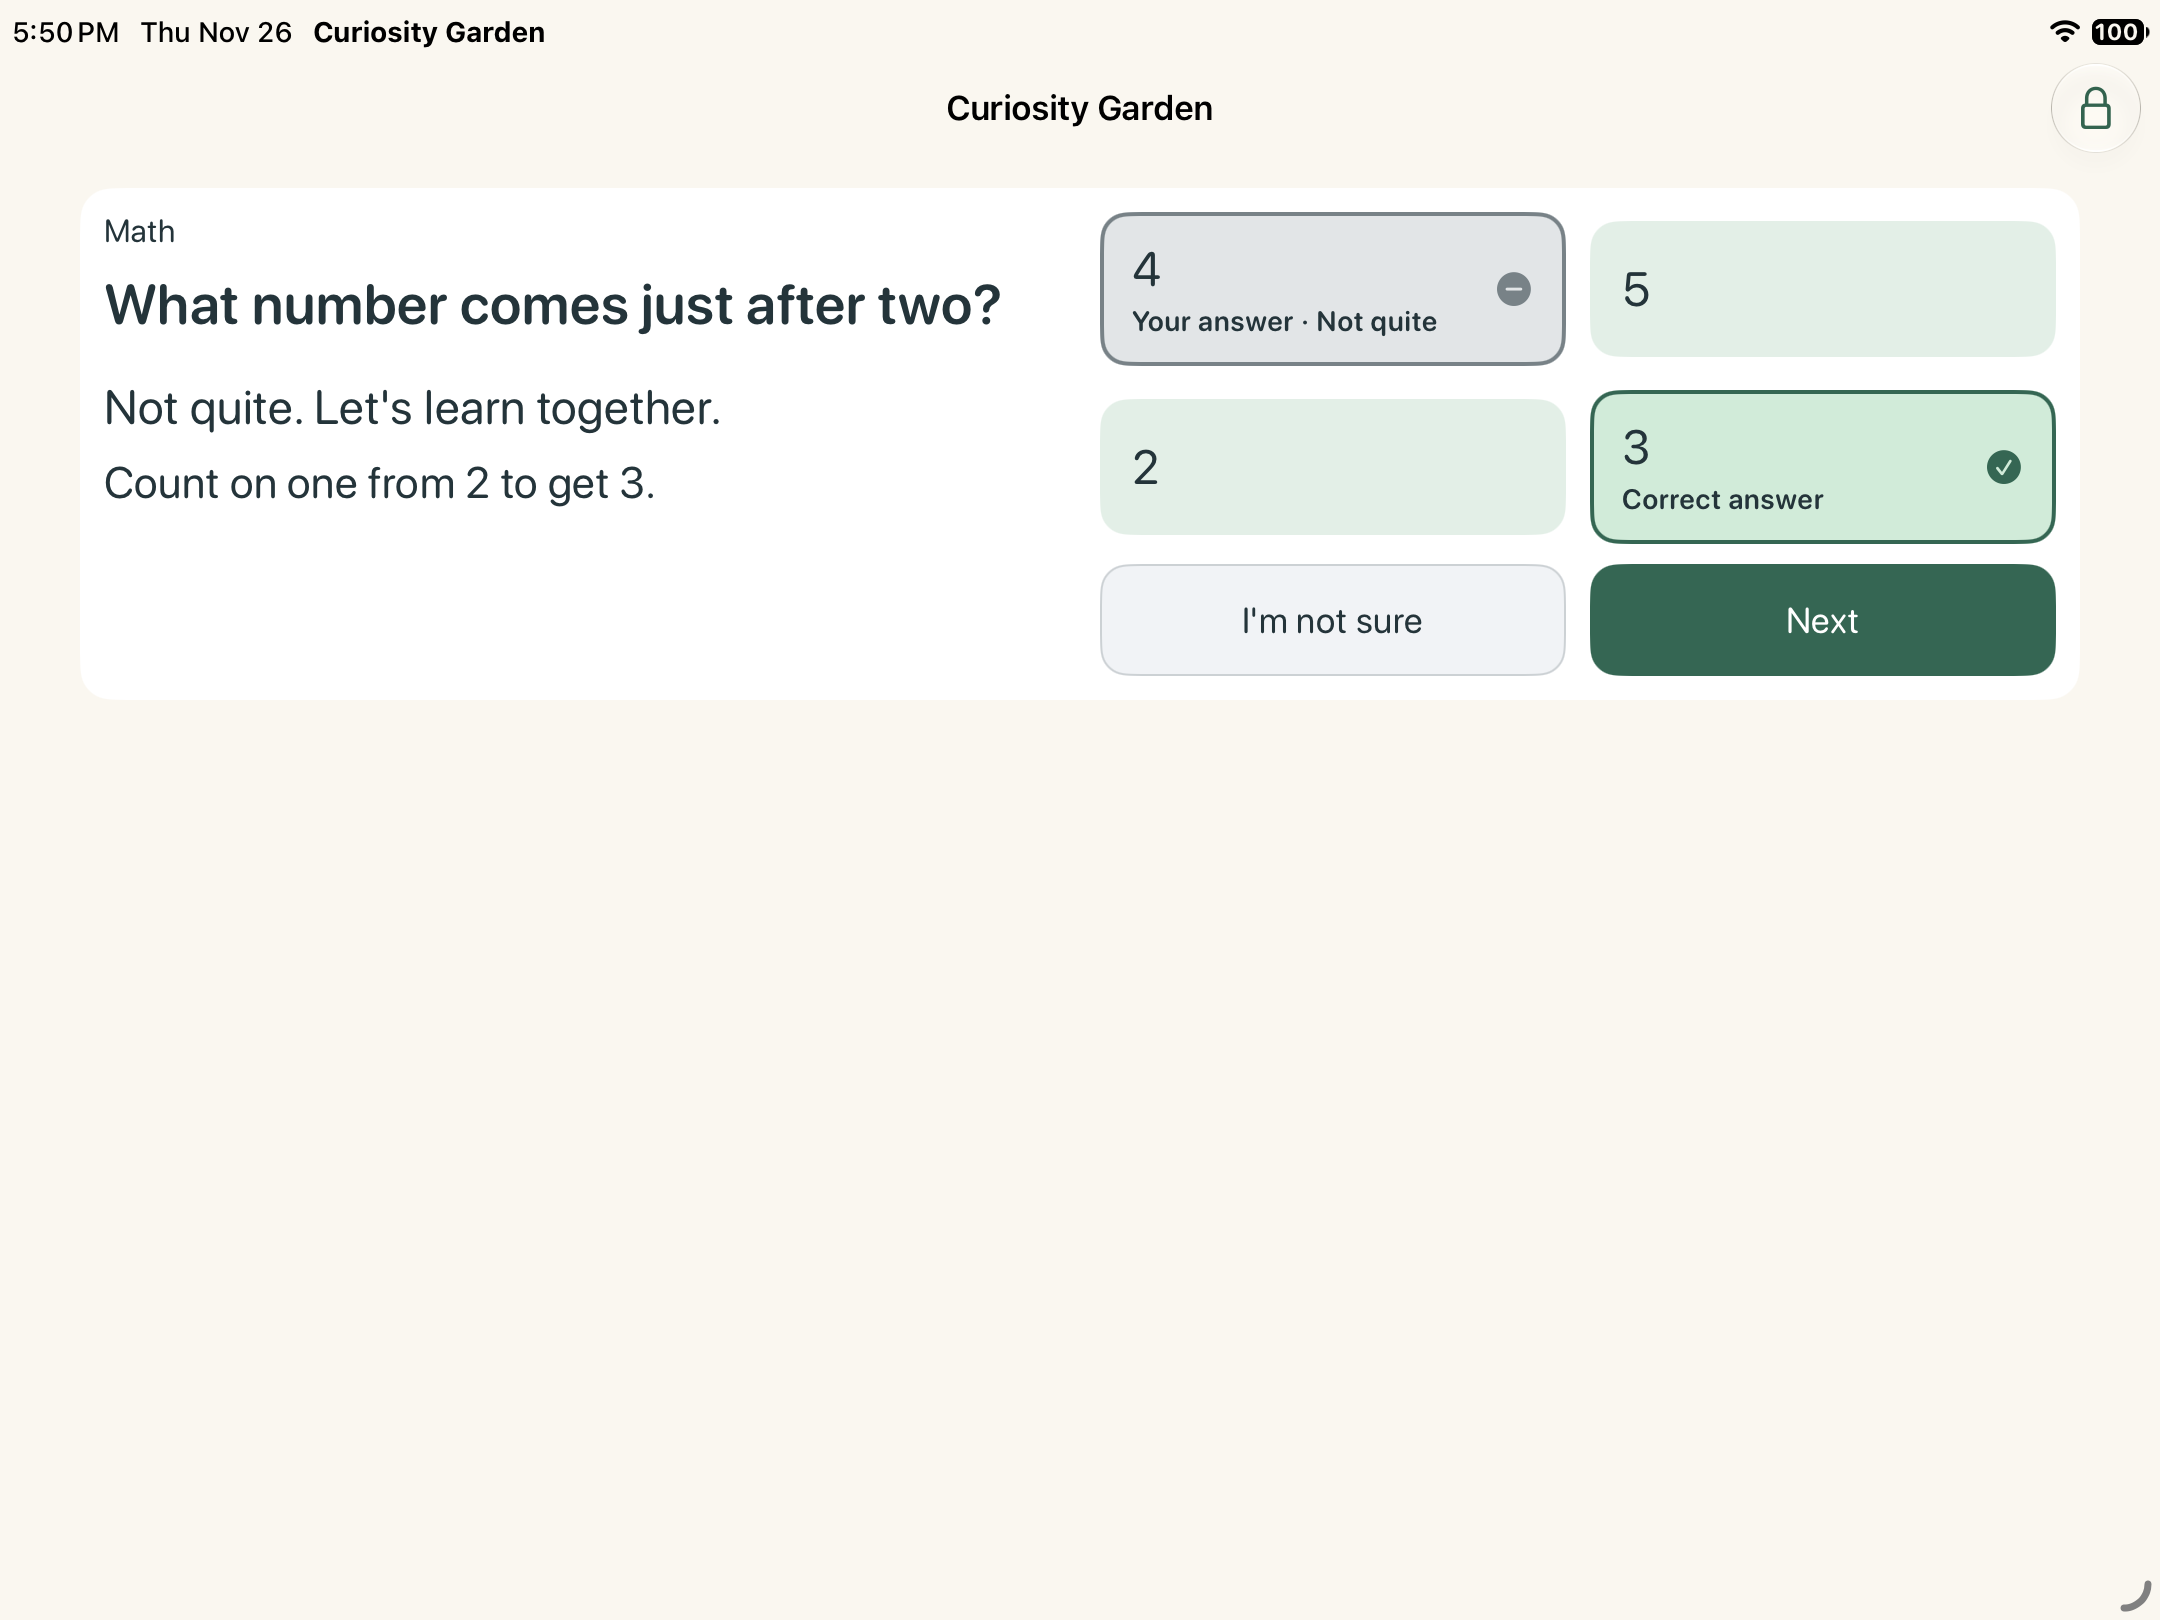 5:50 PM Thu Nov 26 Curiosity Garden
100
Curiosity Garden
Math
What number comes just after two?
Not quite. Let's learn together.
Count on one from 2 to get 3.
4
Your answer · Not quite
5
2
3
Correct answer
I'm not sure
Next